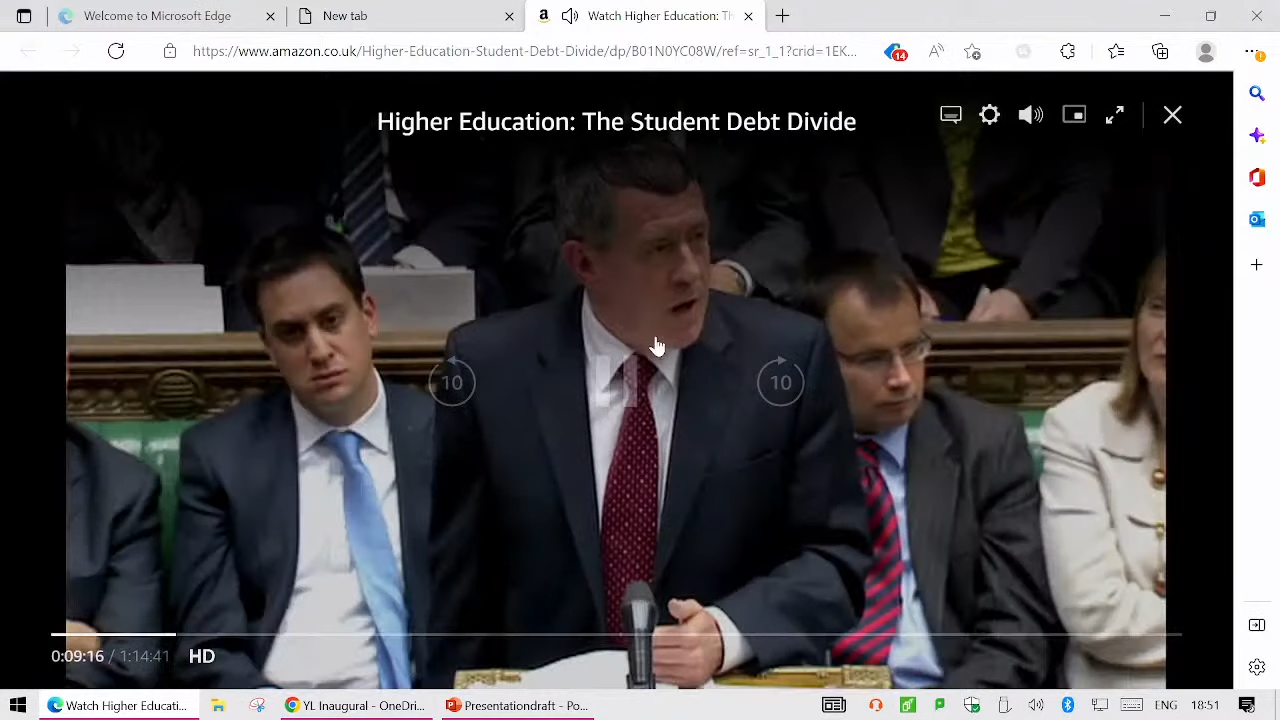 Welcome to Microsoft Edge
New tab
a
Watch Higher Education: The
https://www.amazon.co.uk/Higher-Education-Student-Debt-Divide/dp/B01N0YC08W/ref=sr_1_1?crid=1EK...
14
Higher Education: The Student Debt Divide
10
10
0:09:16 / 1:14:41 HD
Watch Higher Educati...
YL Inaugural - OneDri...
Presentationdraft - Po...
ENG
18:51